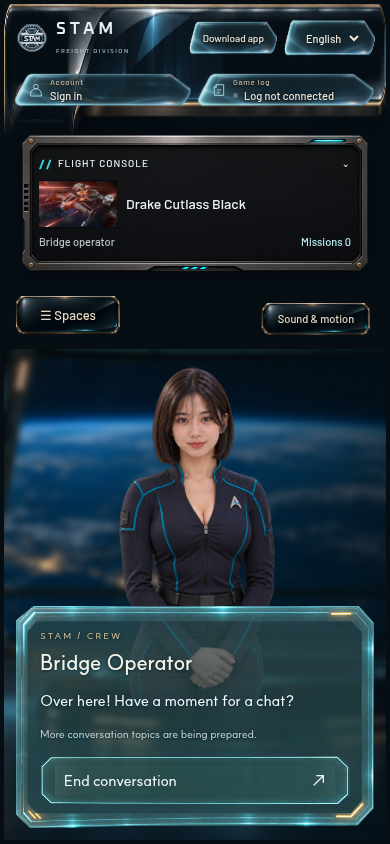 STAM
STAM
FREIGHT DIVISION
Download app
English
Account
Sign in
Game log
Log not connected
// FLIGHT CONSOLE
Drake Cutlass Black
Bridge operator
Missions 0
☰ Spaces
Sound & motion
STAM / CREW
Bridge Operator
Over here! Have a moment for a chat?
More conversation topics are being prepared.
End conversation